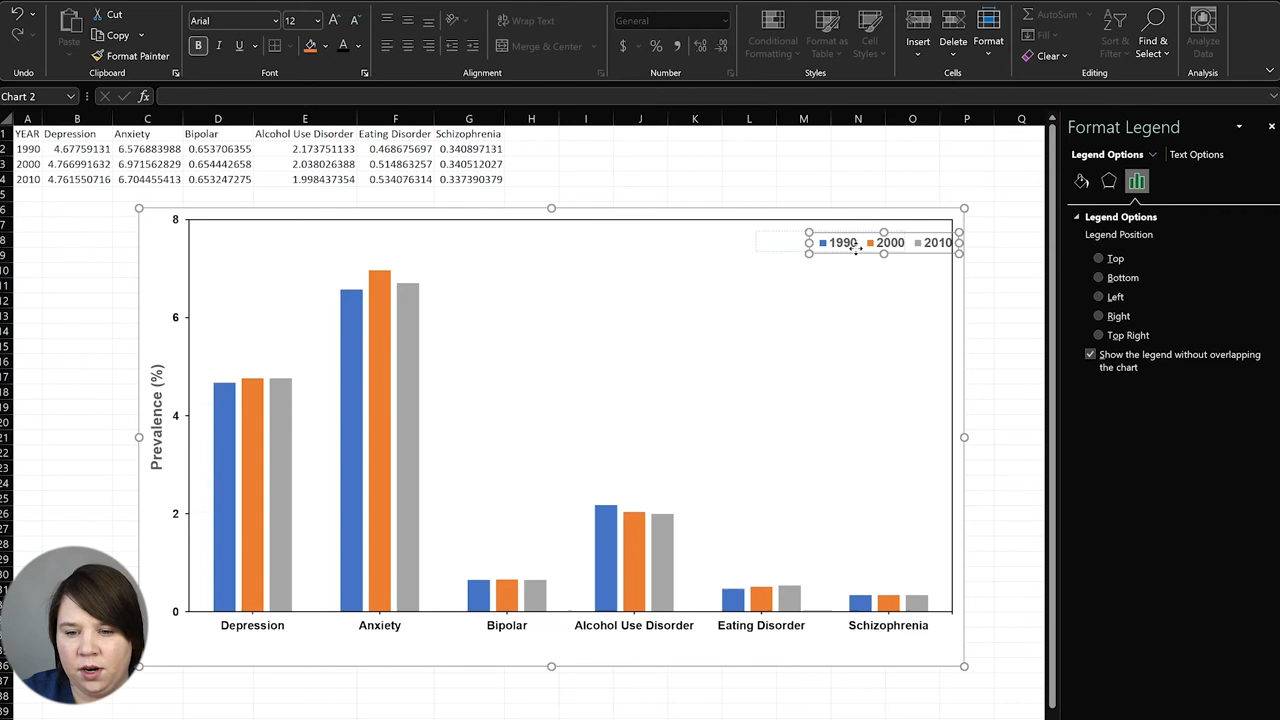 Arial 12 Wrap Text General AutoSum
Paste Copy Fill
Format Painter B I U A Merge & Center $ % Conditional Formatting Format as Table Cell Styles Insert Delete Format Clear Sort & Filter Find & Select Analyze Data
Cut
Undo Clipboard Font Alignment Number Styles Cells Editing Analysis
Chart 2 fx
A B C D E F G H I J K L M N O P Q
1 YEAR Depression Anxiety Bipolar Alcohol Use Disorder Eating Disorder Schizophrenia
2 1990 4.67759131 6.576883988 0.653706355 2.173751133 0.468675697 0.340897131
3 2000 4.766991632 6.971562829 0.654442658 2.038026388 0.514863257 0.340512027
4 2010 4.761550716 6.704455413 0.653247275 1.998437354 0.534076314 0.337390379
8
1990 2000 2010
6
4
2
0
Prevalence (%)
Depression Anxiety Bipolar Alcohol Use Disorder Eating Disorder Schizophrenia
Format Legend
Legend Options Text Options
Legend Options
Legend Position
Top
Bottom
Left
Right
Top Right
Show the legend without overlapping
the chart